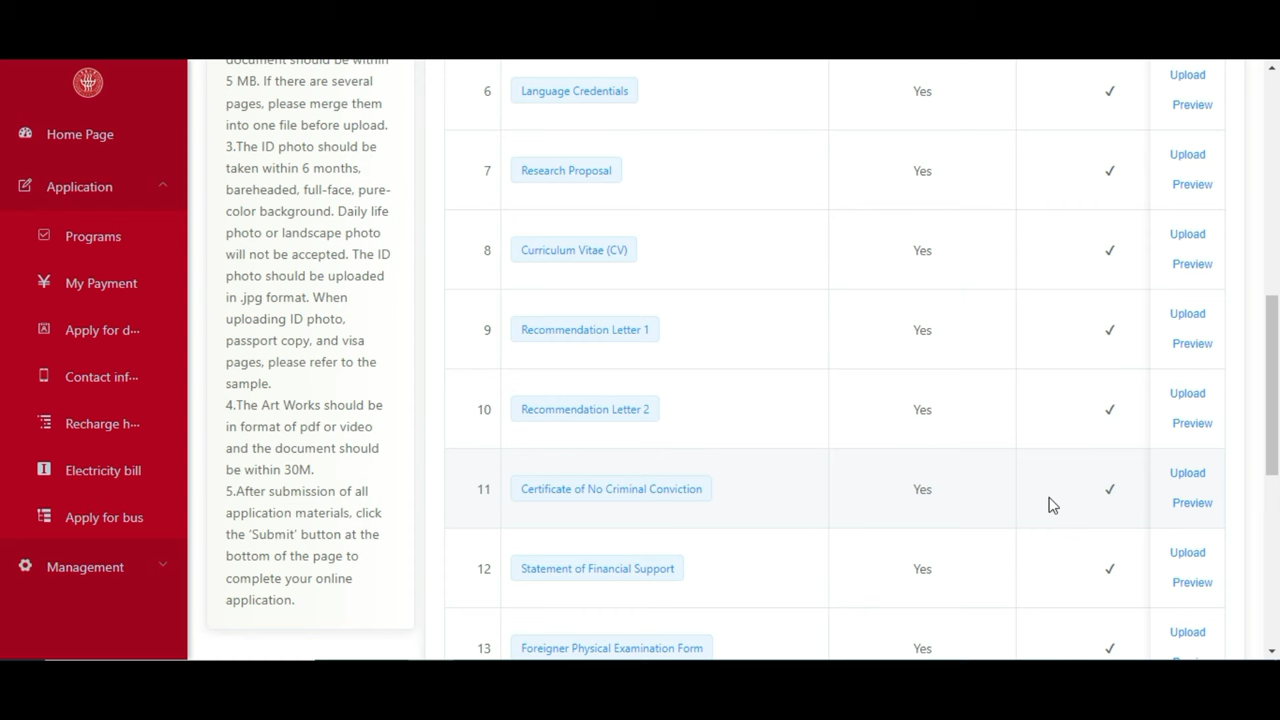 Home Page
Application
Programs
My Payment
Apply for d···
Contact inf···
Recharge h···
Electricity bill
Apply for bus
Management
document should be within
5 MB. If there are several
pages, please merge them
into one file before upload.
3.The ID photo should be
taken within 6 months,
bareheaded, full-face, pure-
color background. Daily life
photo or landscape photo
will not be accepted. The ID
photo should be uploaded
in .jpg format. When
uploading ID photo,
passport copy, and visa
pages, please refer to the
sample.
4.The Art Works should be
in format of pdf or video
and the document should
be within 30M.
5.After submission of all
application materials, click
the 'Submit' button at the
bottom of the page to
complete your online
application.
6 Language Credentials Yes ✓ Upload
Preview
7 Research Proposal Yes ✓ Upload
Preview
8 Curriculum Vitae (CV) Yes ✓ Upload
Preview
9 Recommendation Letter 1 Yes ✓ Upload
Preview
10 Recommendation Letter 2 Yes ✓ Upload
Preview
11 Certificate of No Criminal Conviction Yes ✓ Upload
Preview
12 Statement of Financial Support Yes ✓ Upload
Preview
13 Foreigner Physical Examination Form Yes ✓ Upload